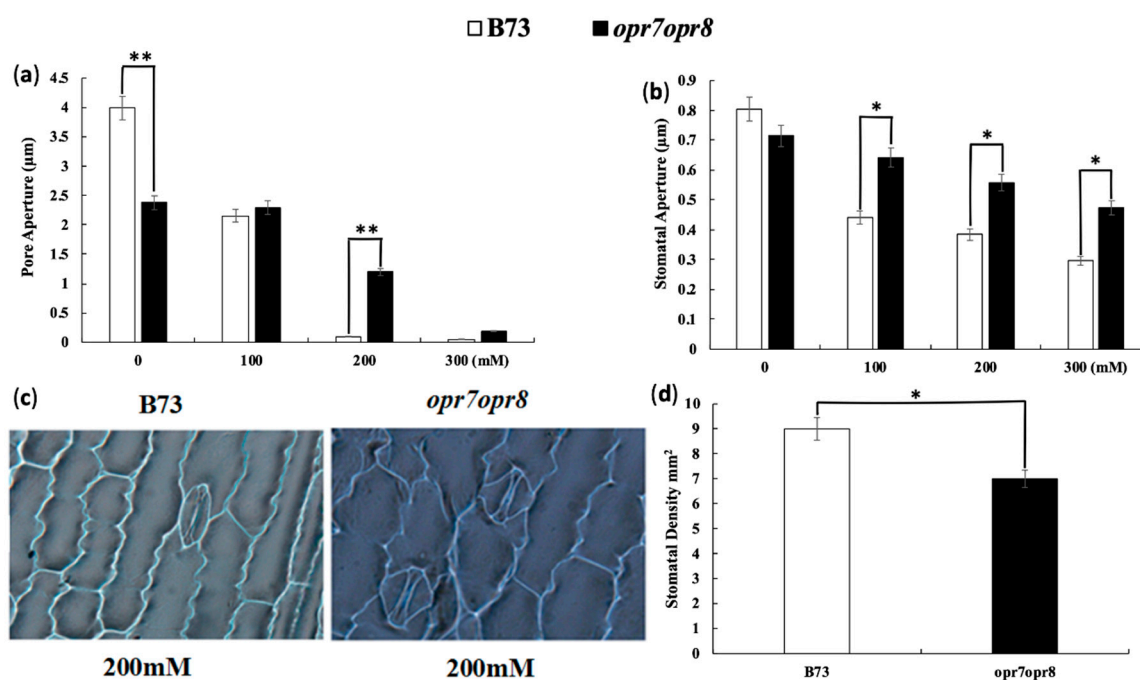 B73 opr7opr8
(a)
**
**
4.5
4
3.5
3
2.5
2
1.5
1
0.5
0
Pore Aperture (μm)
0 100 200 300 (mM)
(b)
*
*
*
0.9
0.8
0.7
0.6
0.5
0.4
0.3
0.2
0.1
0
Stomatal Aperture (μm)
0 100 200 300 (mM)
(c)
B73 opr7opr8
200mM 200mM
(d)
*
10
9
8
7
6
5
4
3
2
1
0
Stomatal Density mm²
B73 opr7opr8